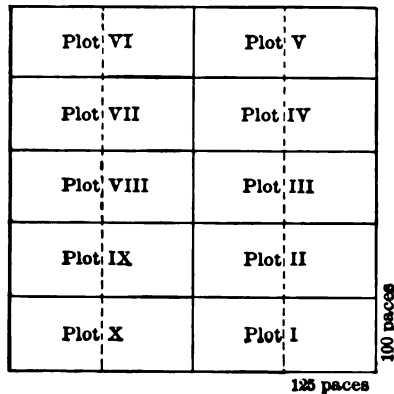 Plot VI Plot V
Plot VII Plot IV
Plot VIII Plot III
Plot IX Plot II
Plot X Plot I
100 paces
125 paces